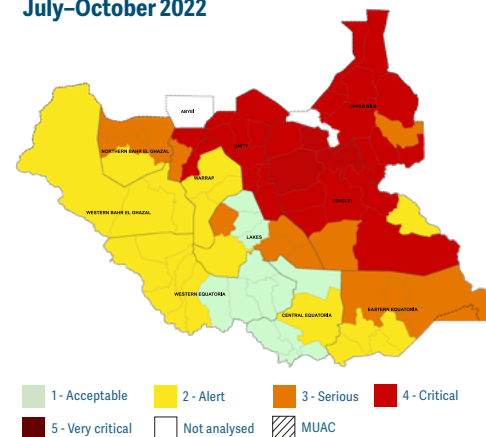 July–October 2022
ABYEI
UPPER NILE
NORTHERN BAHR EL GHAZAL
UNITY
WARRAP
JONGLEI
WESTERN BAHR EL GHAZAL
LAKES
WESTERN EQUATORIA
CENTRAL EQUATORIA
EASTERN EQUATORIA
1 - Acceptable
2 - Alert
3 - Serious
4 - Critical
5 - Very critical
Not analysed
MUAC